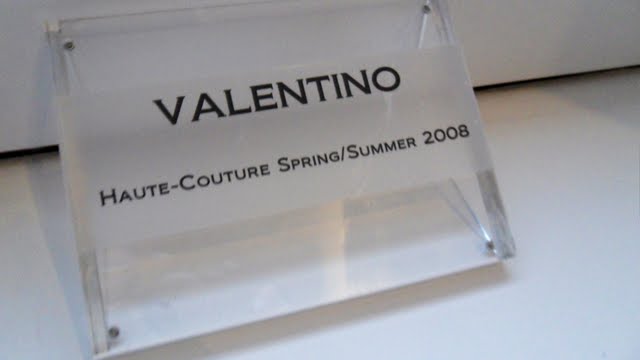 VALENTINO
HAUTE-COUTURE SPRING/SUMMER 2008